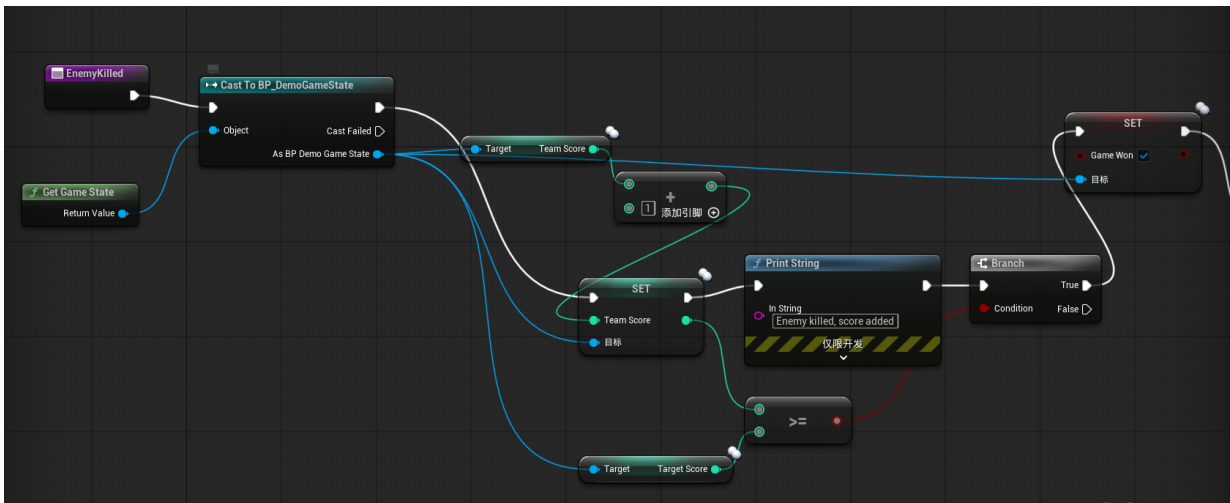 EnemyKilled
Cast To BP_DemoGameState
Object
Cast Failed
As BP Demo Game State
f Get Game State
Return Value
Target
Team Score
+
1
添加引脚
SET
Team Score
目标
f Print String
In String
Enemy killed, score added
仅限开发
Branch
True
Condition
False
SET
Game Won
目标
>=
Target
Target Score